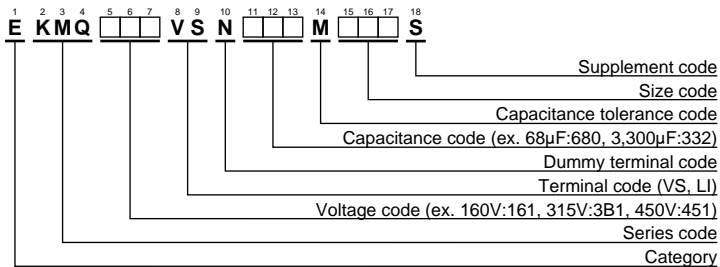 1 2 3 4 5 6 7 8 9 10 11 12 13 14 15 16 17 18
E KMQ □□□ VS N □□□ M □□□ S
Supplement code
Size code
Capacitance tolerance code
Capacitance code (ex. 68μF:680, 3,300μF:332)
Dummy terminal code
Terminal code (VS, LI)
Voltage code (ex. 160V:161, 315V:3B1, 450V:451)
Series code
Category